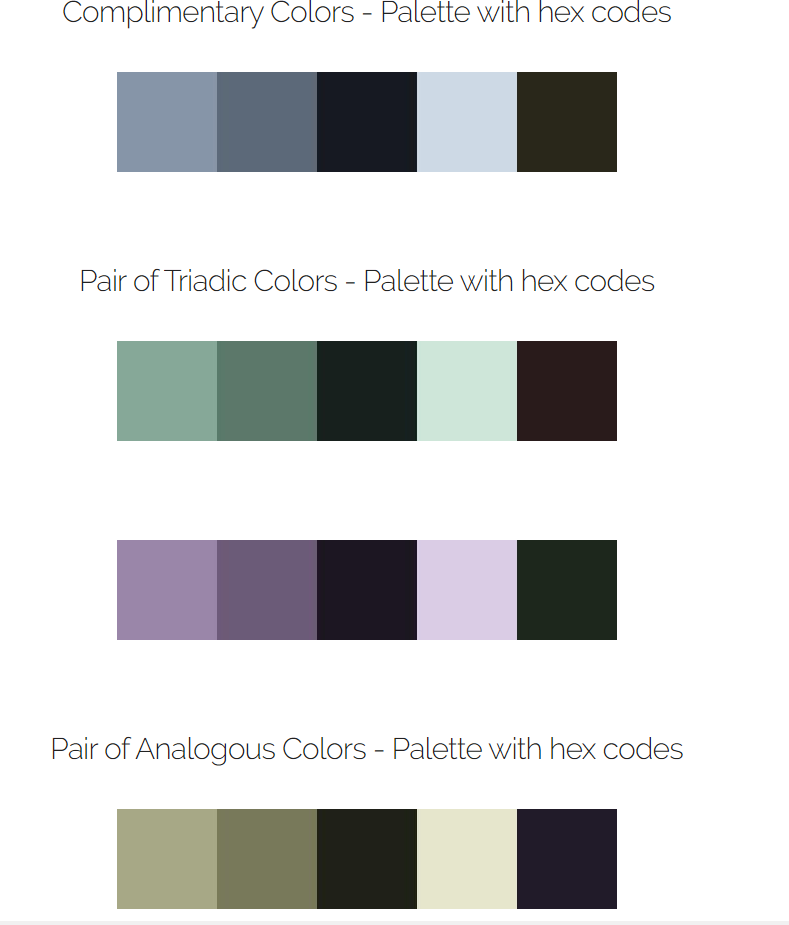 Complimentary Colors - Palette with hex codes
Pair of Triadic Colors - Palette with hex codes
Pair of Analogous Colors - Palette with hex codes